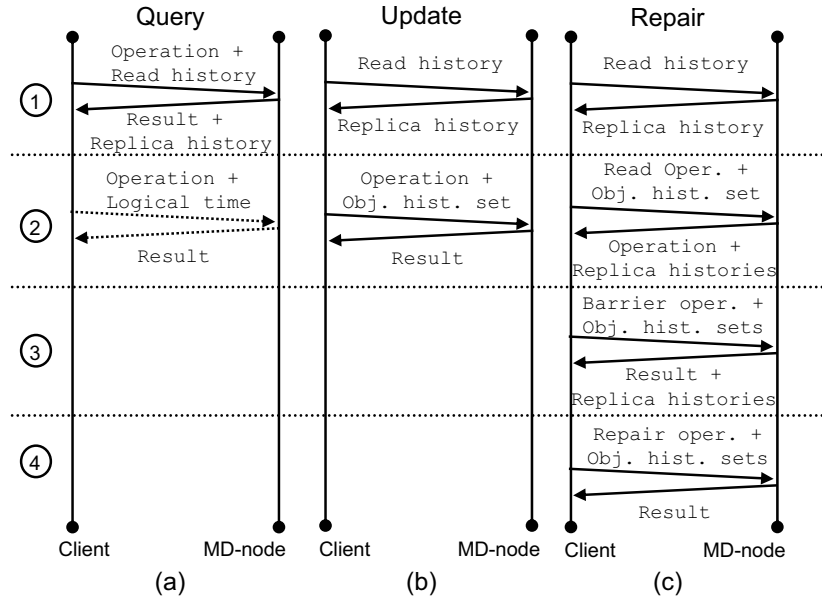 Query
Update
Repair
1
Operation +
Read history
Result +
Replica history
Read history
Replica history
Read history
Replica history
2
Operation +
Logical time
Result
Operation +
Obj. hist. set
Result
Read Oper. +
Obj. hist. set
Operation +
Replica histories
3
Barrier oper. +
Obj. hist. sets
Result +
Replica histories
4
Repair oper. +
Obj. hist. sets
Result
Client
MD-node
Client
MD-node
Client
MD-node
(a)
(b)
(c)